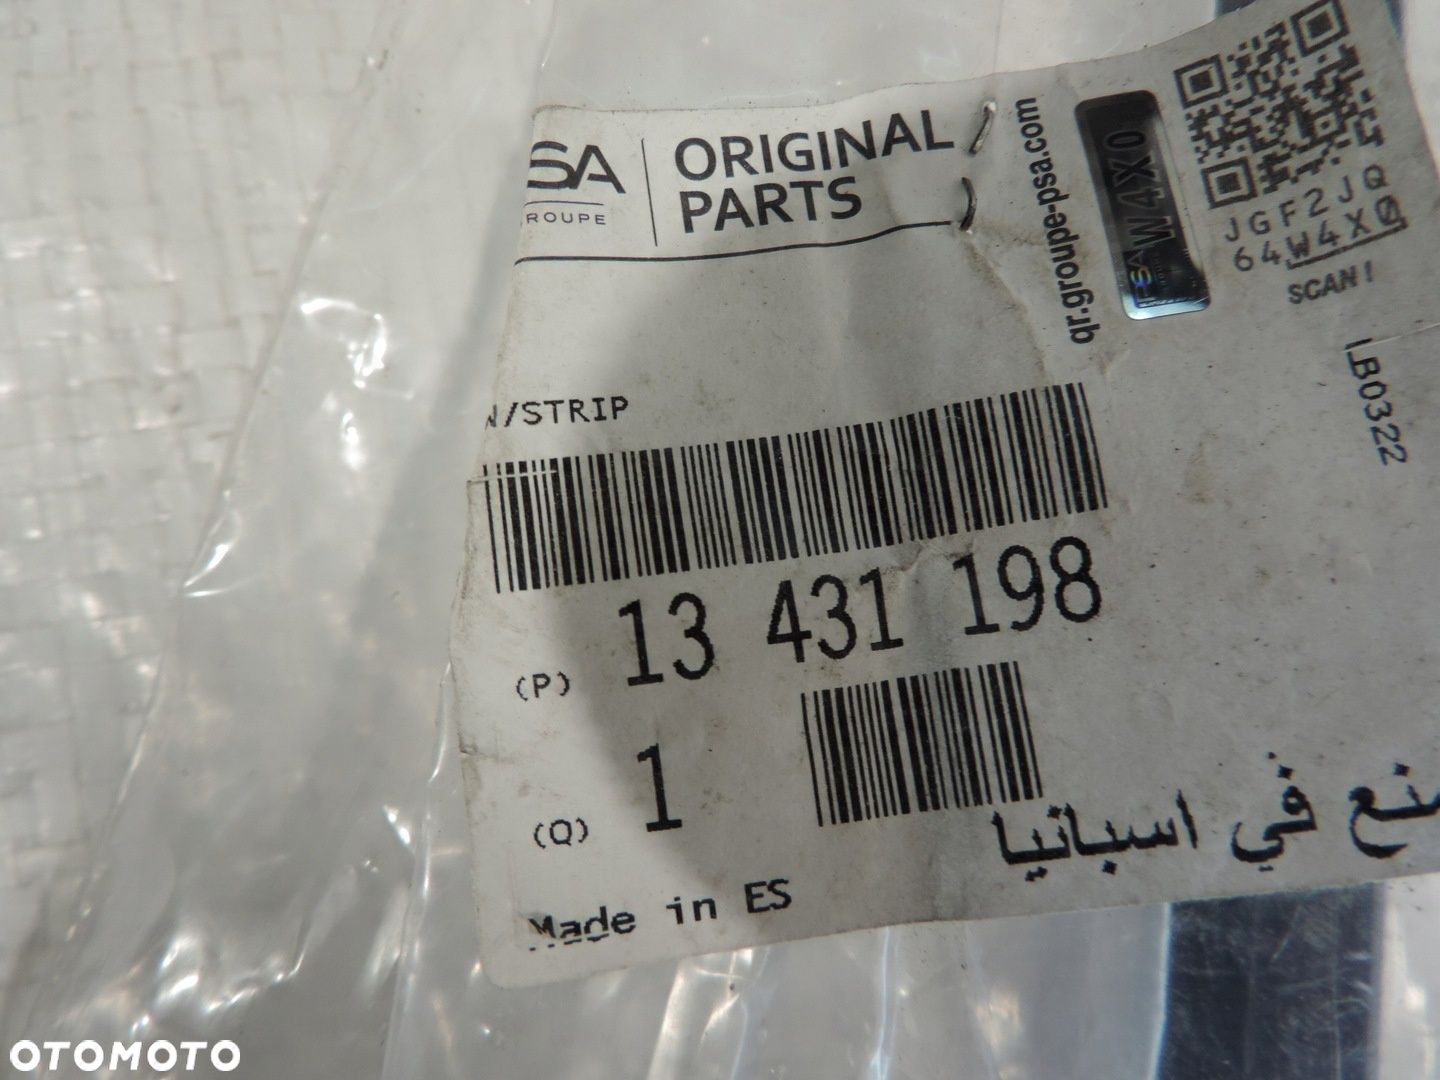 SA
ROUPE
ORIGINAL
PARTS
qr.groupe-psa.com
W4X0
PSA
JGF2JQ
64W4X0
SCAN!
LB0322
/STRIP
(P) 13 431 198
(Q) 1
Made in ES
نع في اسبانيا
OTOMOTO